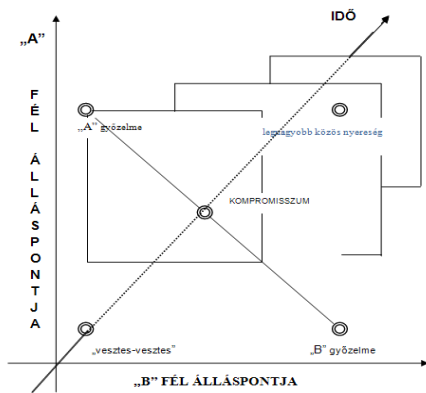 IDŐ
„A”
FÉL ÁLLÁSPONTJA
„A” győzelme
legnagyobb közös nyereség
KOMPROMISSZUM
„vesztes-vesztes”
„B” győzelme
„B” FÉL ÁLLÁSPONTJA